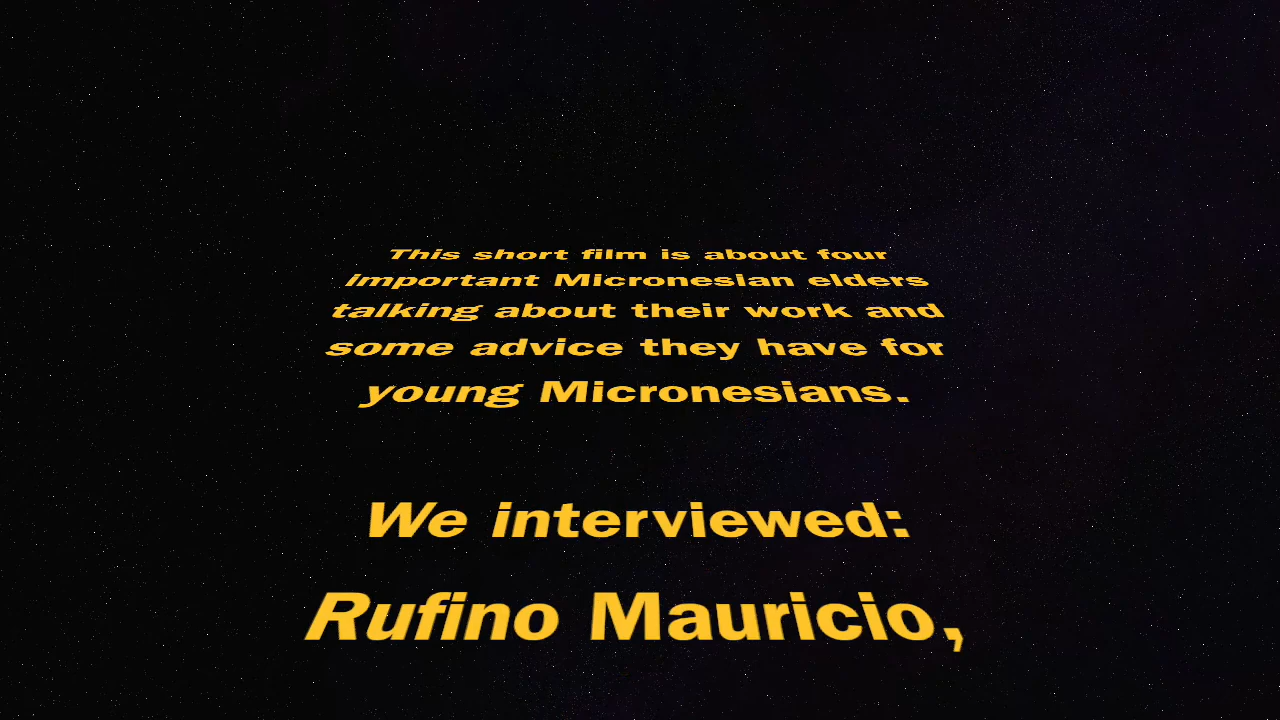 This short film is about four
important Micronesian elders
talking about their work and
some advice they have for
young Micronesians.
We interviewed:
Rufino Mauricio,